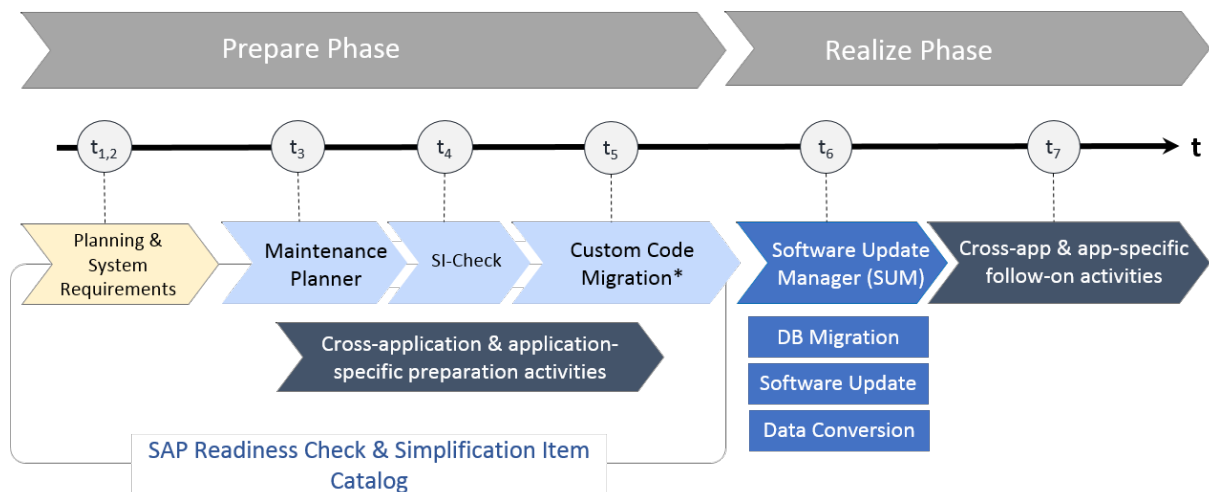 Prepare Phase
Realize Phase
t1,2
t3
t4
t5
t6
t7
t
Planning &
System
Requirements
Maintenance
Planner
SI-Check
Custom Code
Migration*
Software Update
Manager (SUM)
Cross-app & app-specific
follow-on activities
Cross-application & application-
specific preparation activities
DB Migration
Software Update
Data Conversion
SAP Readiness Check & Simplification Item
Catalog